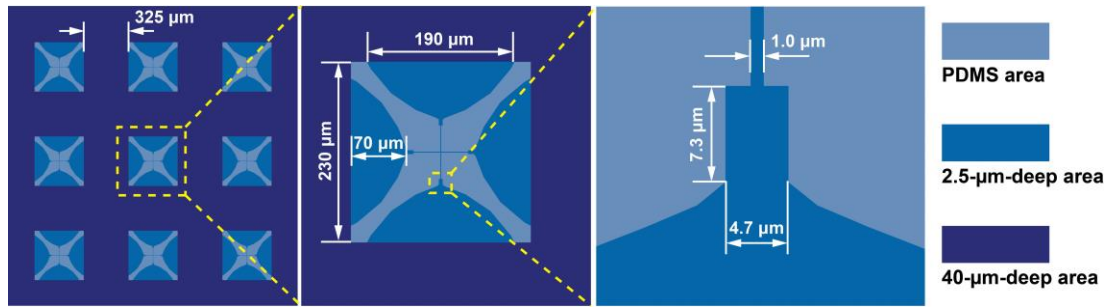 325 µm
190 µm
230 µm
70 µm
1.0 µm
7.3 µm
4.7 µm
PDMS area
2.5-µm-deep area
40-µm-deep area